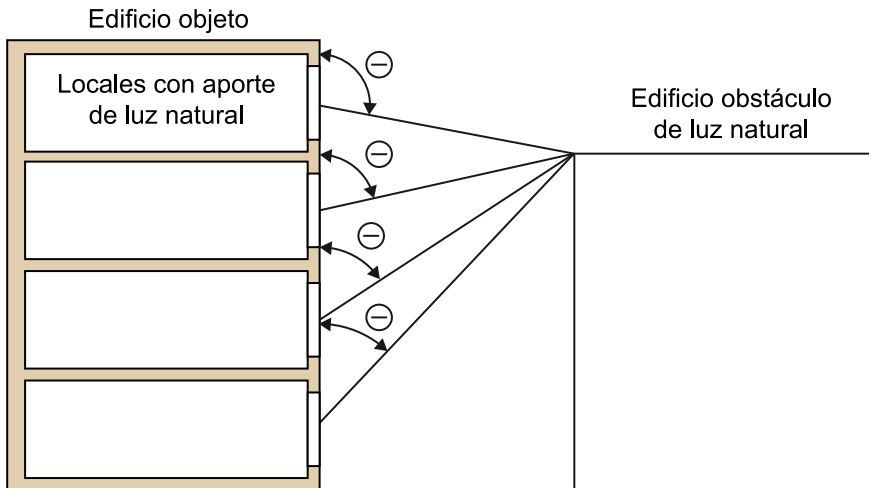 Edificio objeto
Locales con aporte
de luz natural
Edificio obstáculo
de luz natural
θ
θ
θ
θ